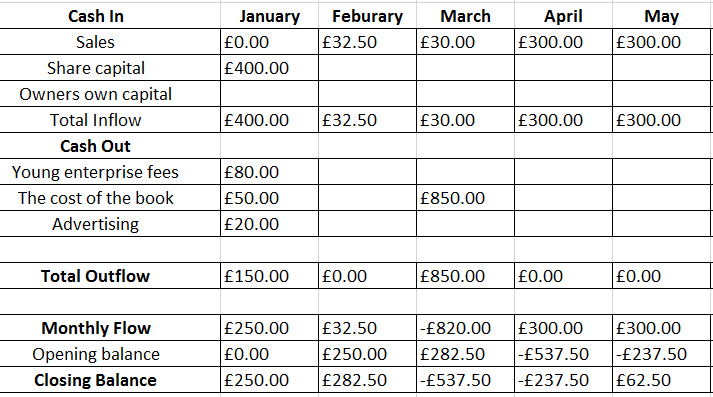 Cash In January Feburary March April May
Sales £0.00 £32.50 £30.00 £300.00 £300.00
Share capital £400.00
Owners own capital
Total Inflow £400.00 £32.50 £30.00 £300.00 £300.00
Cash Out
Young enterprise fees £80.00
The cost of the book £50.00 £850.00
Advertising £20.00
Total Outflow £150.00 £0.00 £850.00 £0.00 £0.00
Monthly Flow £250.00 £32.50 -£820.00 £300.00 £300.00
Opening balance £0.00 £250.00 £282.50 -£537.50 -£237.50
Closing Balance £250.00 £282.50 -£537.50 -£237.50 £62.50